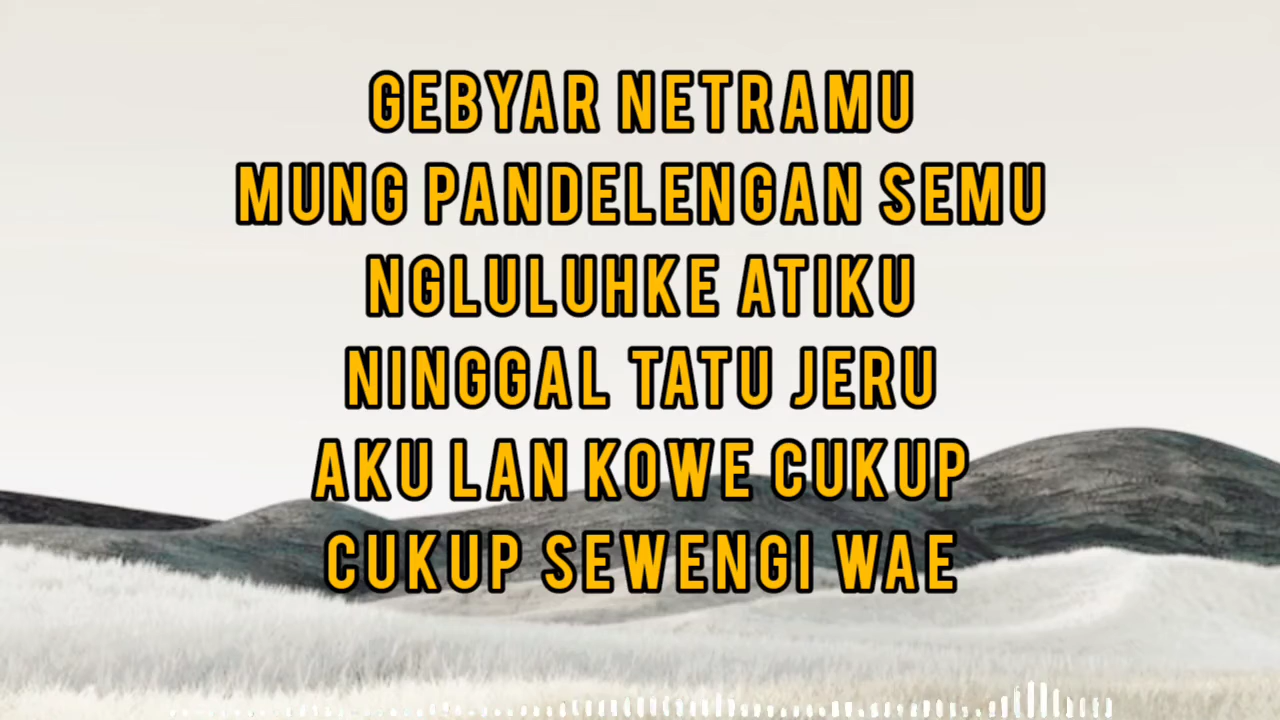 GEBYAR NETRAMU
MUNG PANDELENGAN SEMU
NGLULUHKE ATIKU
NINGGAL TATU JERU
AKU LAN KOWE CUKUP
CUKUP SEWENGI WAE